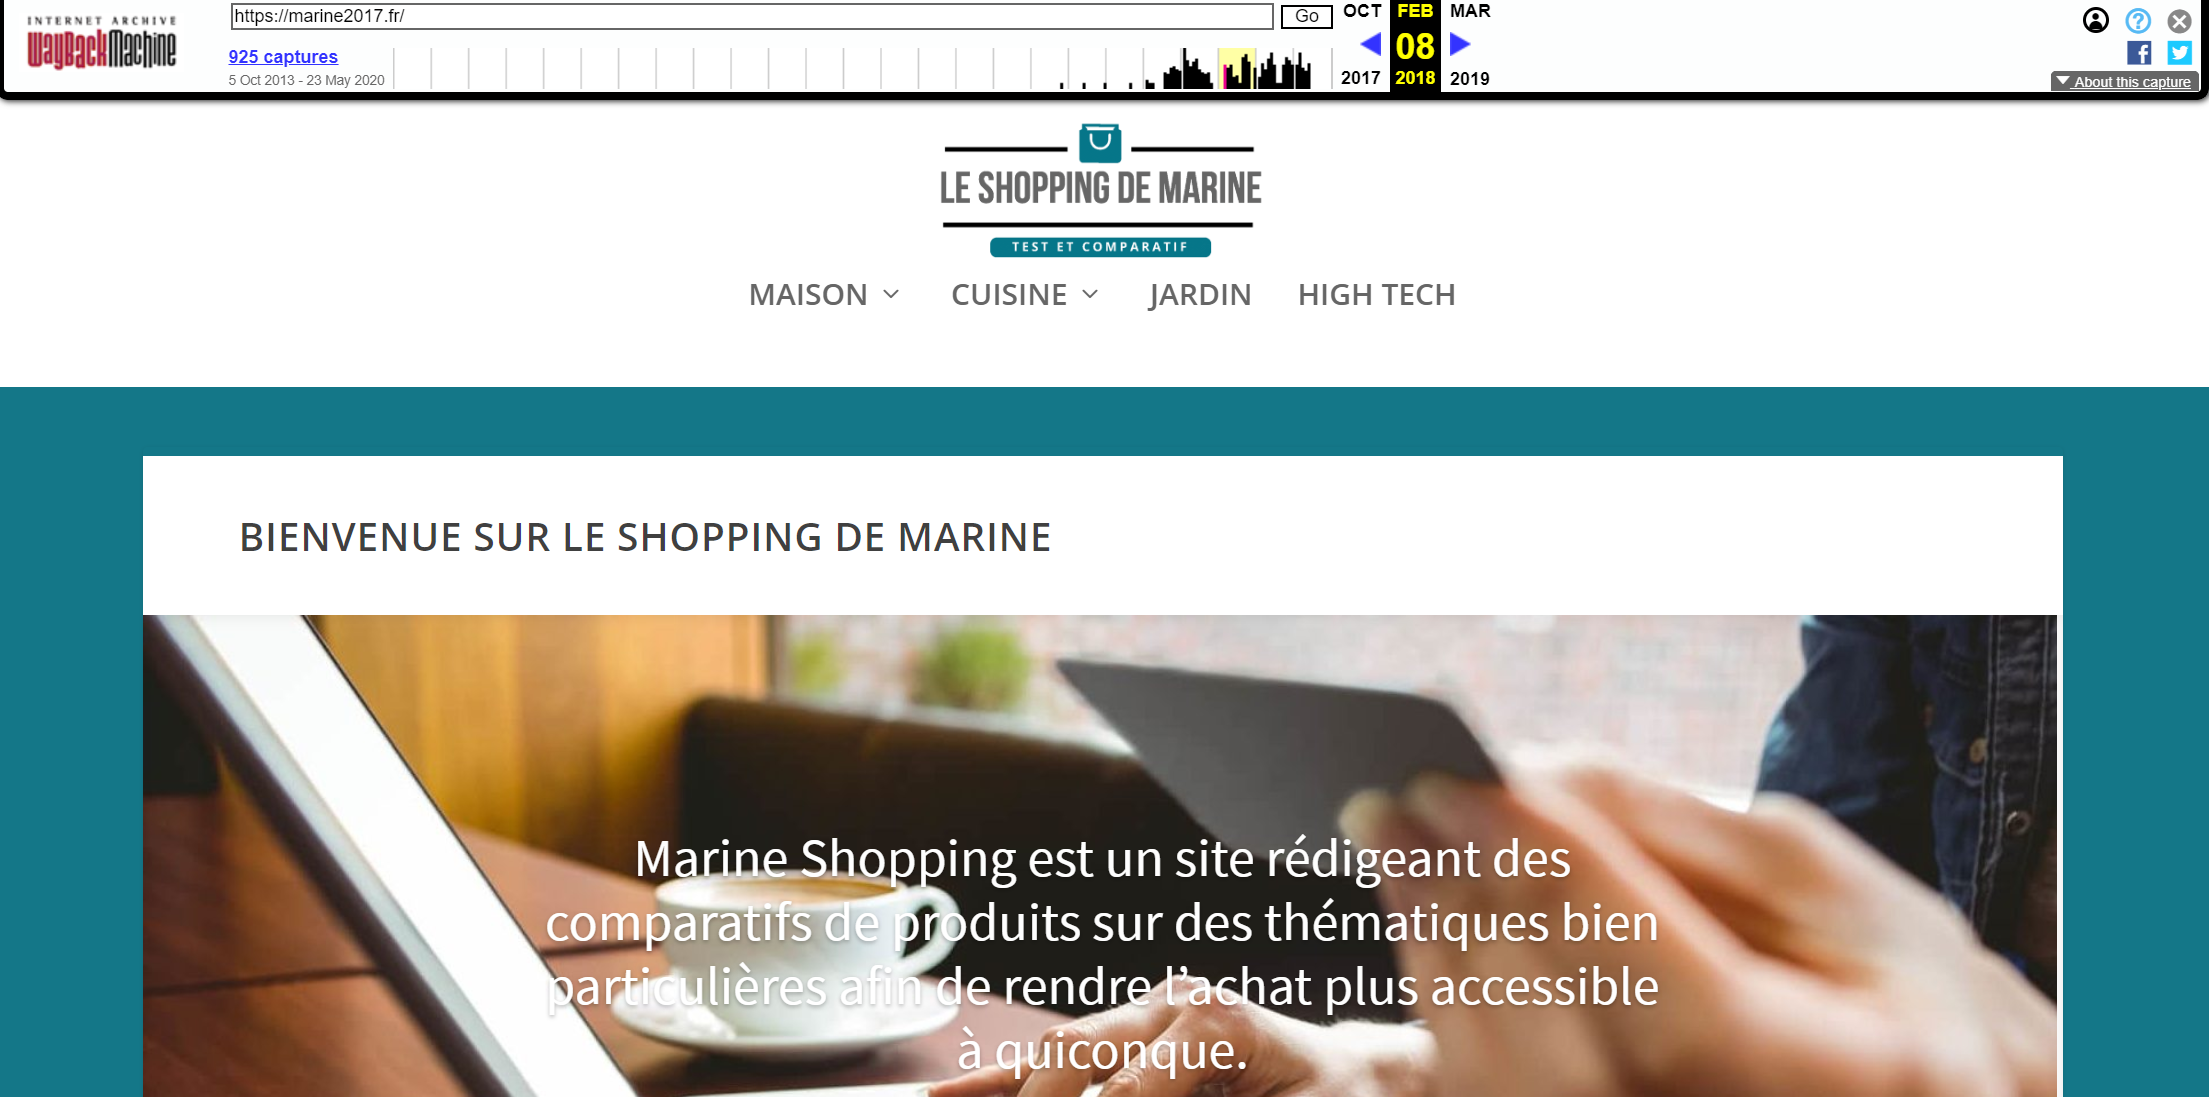 INTERNET ARCHIVE
WayBackMachine
https://marine2017.fr/
Go
OCT
FEB
MAR
925 captures
08
5 Oct 2013 - 23 May 2020
2017
2018
2019
About this capture
LE SHOPPING DE MARINE
TEST ET COMPARATIF
MAISON
CUISINE
JARDIN
HIGH TECH
BIENVENUE SUR LE SHOPPING DE MARINE
Marine Shopping est un site rédigeant des
comparatifs de produits sur des thématiques bien
particulières afin de rendre l’achat plus accessible
à quiconque.